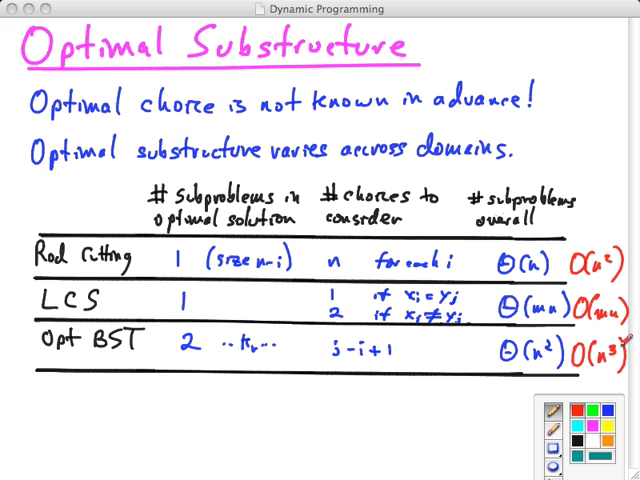 Dynamic Programming
Optimal Substructure
Optimal choice is not known in advance!
Optimal substructure varies accross domains.
# subproblems in optimal solution # choices to consider # subproblems overall
Rod Cutting 1 (size n-i) n for each i Θ(n) O(n²)
LCS 1 1 if xi = yj Θ(mn) O(mn)
2 if xi ≠ yj
Opt BST 2 ..kr... j-i+1 Θ(n²) O(n³)